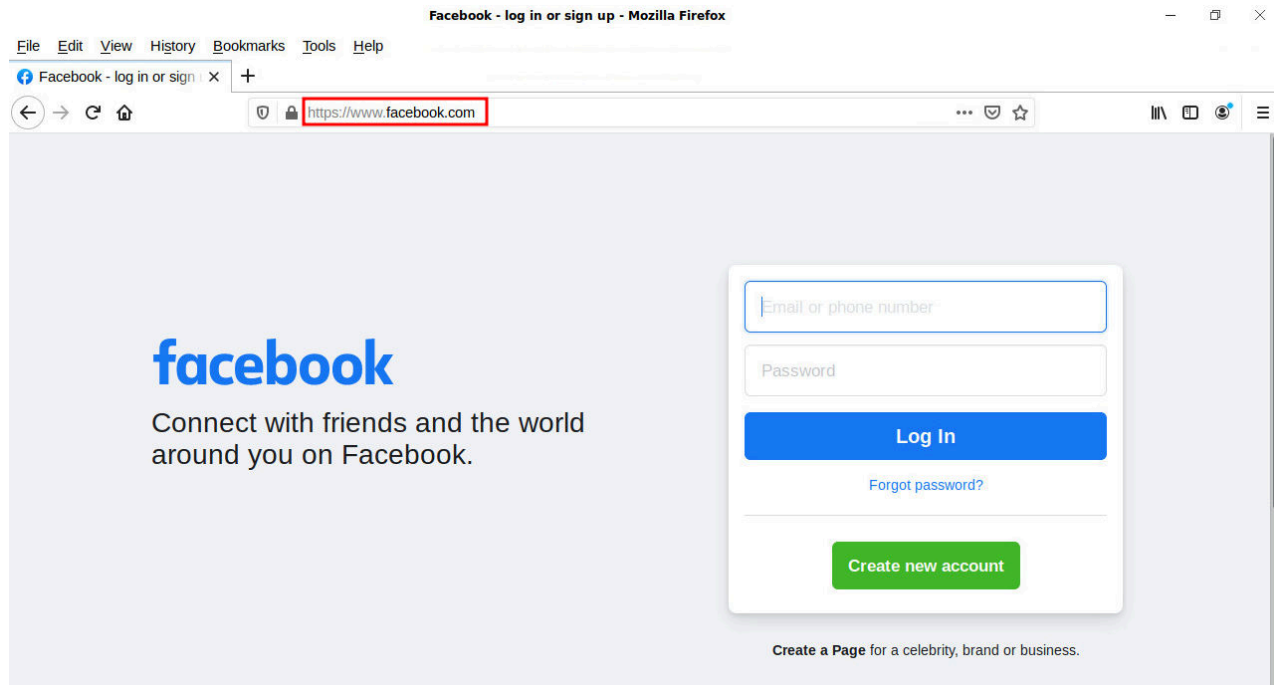 Facebook - log in or sign up - Mozilla Firefox
File Edit View History Bookmarks Tools Help
Facebook - log in or sign
https://www.facebook.com
Email or phone number
Password
facebook
Connect with friends and the world
around you on Facebook.
Log In
Forgot password?
Create new account
Create a Page for a celebrity, brand or business.